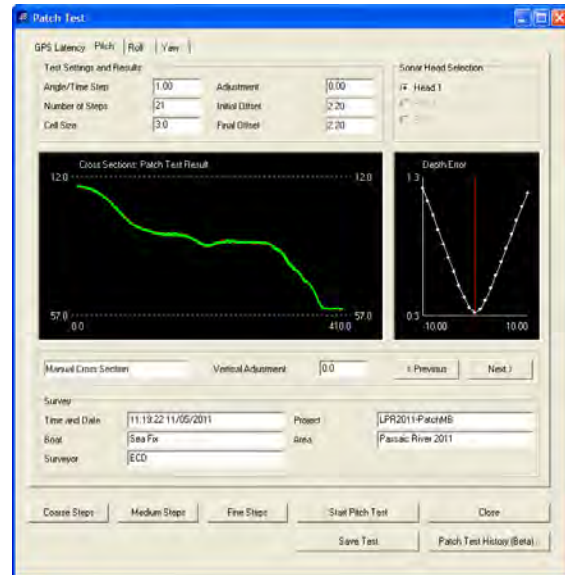 Patch Test
GPS Latency Pitch Roll Yaw
Test Settings and Results
Angle/Time Step 1.00 Adjustment 0.00
Number of Steps 21 Initial Offset 2.20
Cell Size 3.0 Final Offset 2.20
Sonar Head Selection
Head 1
Cross Sections: Patch Test Result
12.0 12.0
57.0 57.0
0.0 410.0
Depth Error
1.3
0.3
-10.00 10.00
Manual Cross Section Vertical Adjustment 0.0 < Previous Next >
Survey
Time and Date 11:19:22 11/05/2011 Project LPR2011-PatchMB
Boat Sea Fix Area Passaic River 2011
Surveyor ECD
Coarse Steps Medium Steps Fine Steps Start Pitch Test Close
Save Test Patch Test History (Beta)